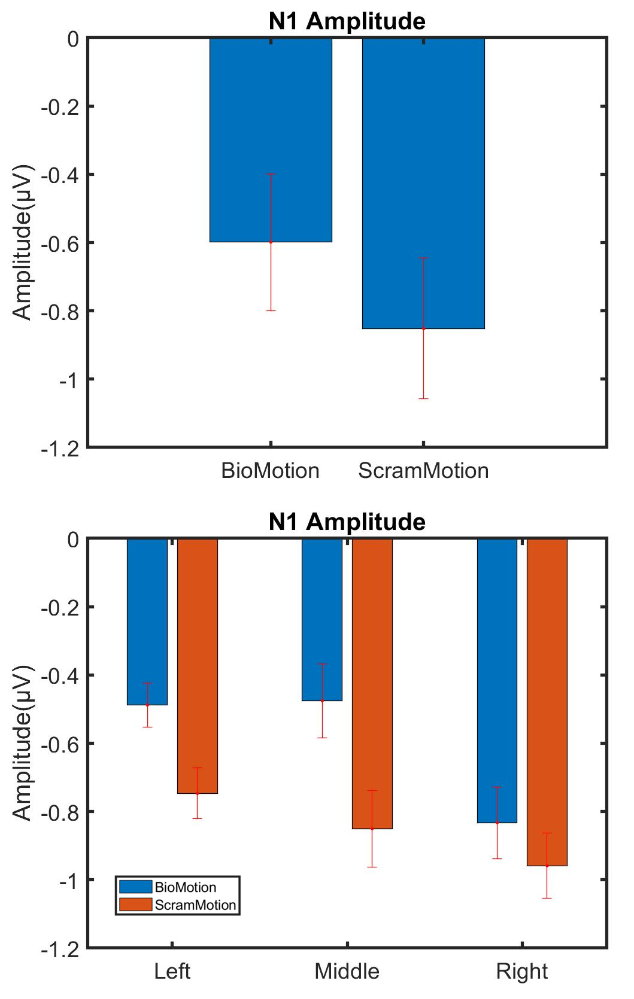 N1 Amplitude
0
-0.2
-0.4
-0.6
-0.8
-1
-1.2
Amplitude(µV)
BioMotion ScramMotion
N1 Amplitude
0
-0.2
-0.4
-0.6
-0.8
-1
-1.2
Amplitude(µV)
BioMotion
ScramMotion
Left Middle Right